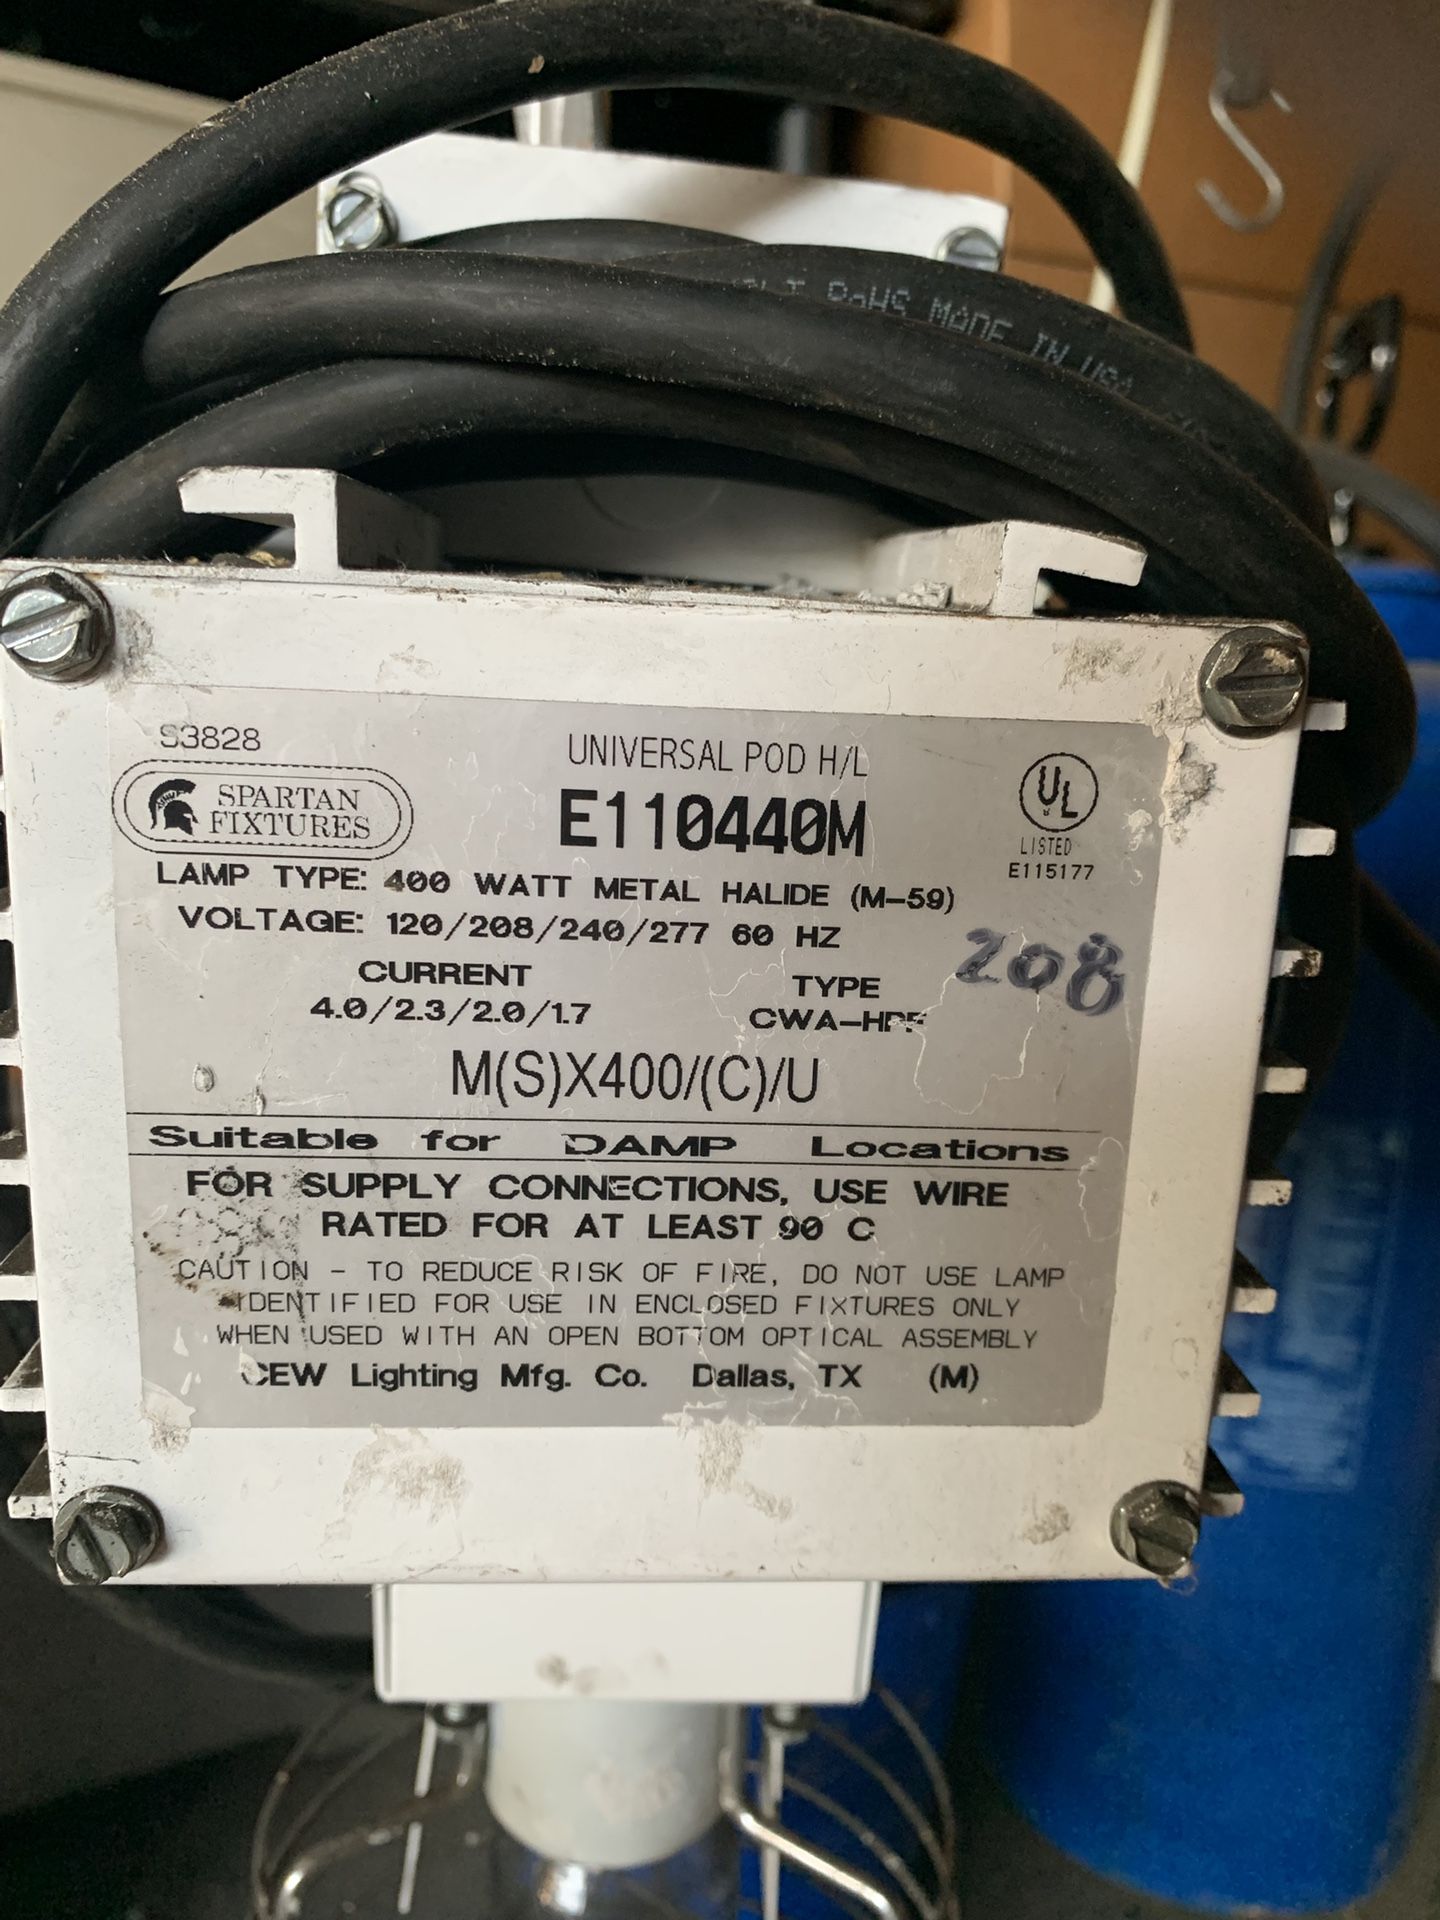 RoHS MADE IN USA
S3828
UNIVERSAL POD H/L
SPARTAN
FIXTURES
E110440M
UL
LISTED
E115177
LAMP TYPE: 400 WATT METAL HALIDE (M-59)
VOLTAGE: 120/208/240/277 60 HZ
208
CURRENT
4.0/2.3/2.0/1.7
TYPE
CWA-HPF
M(S)X400/(C)/U
Suitable for DAMP Locations
FOR SUPPLY CONNECTIONS, USE WIRE
RATED FOR AT LEAST 90 C
CAUTION - TO REDUCE RISK OF FIRE, DO NOT USE LAMP
IDENTIFIED FOR USE IN ENCLOSED FIXTURES ONLY
WHEN USED WITH AN OPEN BOTTOM OPTICAL ASSEMBLY
CEW Lighting Mfg. Co. Dallas, TX (M)